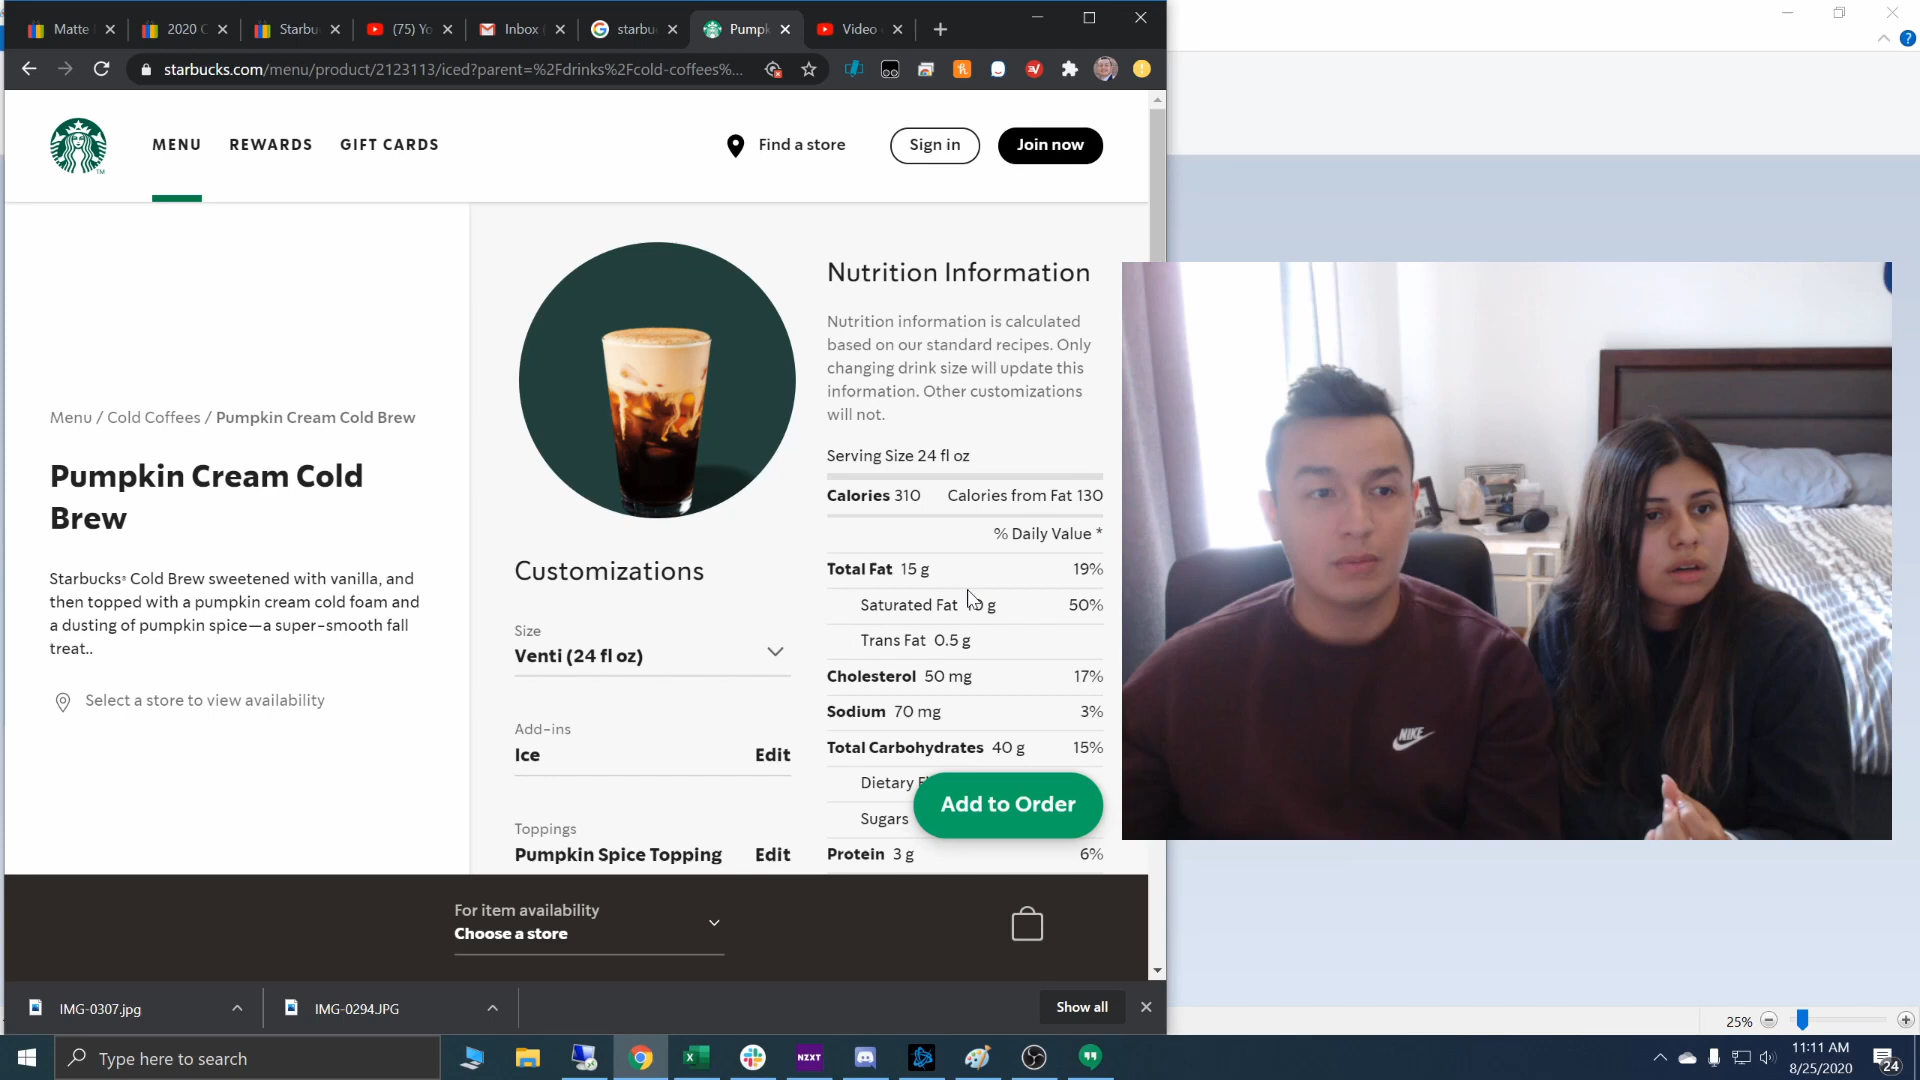 Matte
2020 C
Starbu
(75) Yo
Inbox
starbu
Pumpk
Video
starbucks.com/menu/product/2123113/iced?parent=%2Fdrinks%2Fcold-coffees%...
MENU REWARDS GIFT CARDS
Find a store
Sign in
Join now
Menu / Cold Coffees / Pumpkin Cream Cold Brew
Pumpkin Cream Cold
Brew
Starbucks® Cold Brew sweetened with vanilla, and
then topped with a pumpkin cream cold foam and
a dusting of pumpkin spice—a super-smooth fall
treat..
Select a store to view availability
Customizations
Size
Venti (24 fl oz)
Add-ins
Ice Edit
Toppings
Pumpkin Spice Topping Edit
Nutrition Information
Nutrition information is calculated
based on our standard recipes. Only
changing drink size will update this
information. Other customizations
will not.
Serving Size 24 fl oz
Calories 310 Calories from Fat 130
% Daily Value *
Total Fat 15 g 19%
Saturated Fat g 50%
Trans Fat 0.5 g
Cholesterol 50 mg 17%
Sodium 70 mg 3%
Total Carbohydrates 40 g 15%
Dietary
Sugars
Add to Order
Protein 3 g 6%
For item availability
Choose a store
NIKE
IMG-0307.jpg
IMG-0294.JPG
Show all
25%
Type here to search
NZXT
11:11 AM
8/25/2020
24